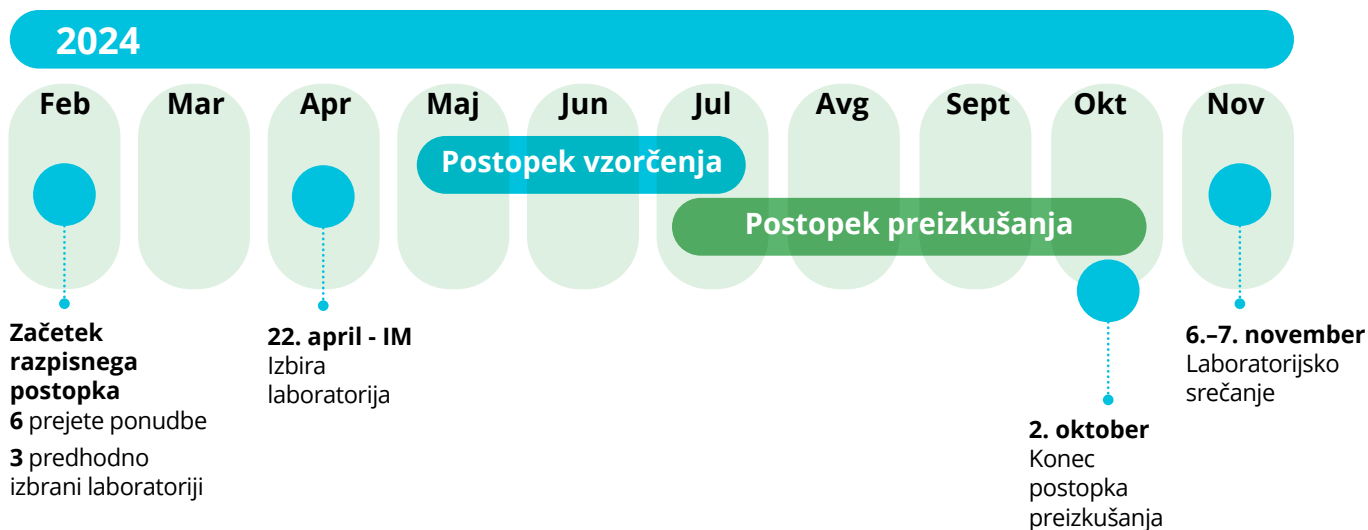 2024
Feb Mar Apr Maj Jun Jul Avg Sept Okt Nov
Postopek vzorčenja
Postopek preizkušanja
Začetek
razpisnega
postopka
6 prejete ponudbe
3 predhodno
izbrani laboratoriji
22. april - IM
Izbira
laboratorija
2. oktober
Konec
postopka
preizkušanja
6.–7. november
Laboratorijsko
srečanje